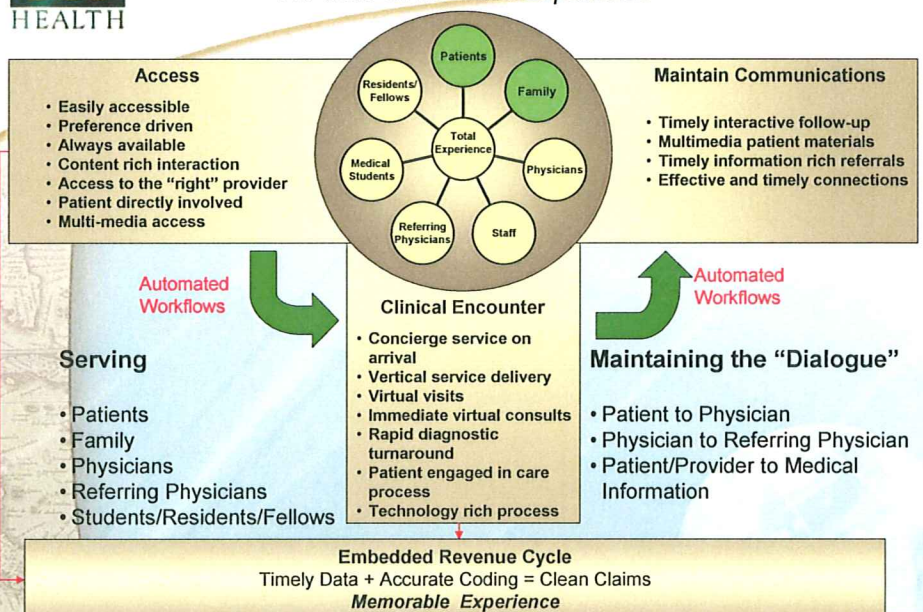 HEALTH
Patients
Residents/
Fellows
Family
Total
Experience
Medical
Students
Physicians
Referring
Physicians
Staff
Access
• Easily accessible
• Preference driven
• Always available
• Content rich interaction
• Access to the "right" provider
• Patient directly involved
• Multi-media access
Maintain Communications
• Timely interactive follow-up
• Multimedia patient materials
• Timely information rich referrals
• Effective and timely connections
Automated
Workflows
Clinical Encounter
• Concierge service on
arrival
• Vertical service delivery
• Virtual visits
• Immediate virtual consults
• Rapid diagnostic
turnaround
• Patient engaged in care
process
• Technology rich process
Automated
Workflows
Serving
• Patients
• Family
• Physicians
• Referring Physicians
• Students/Residents/Fellows
Maintaining the “Dialogue”
• Patient to Physician
• Physician to Referring Physician
• Patient/Provider to Medical
Information
Embedded Revenue Cycle
Timely Data + Accurate Coding = Clean Claims
Memorable Experience